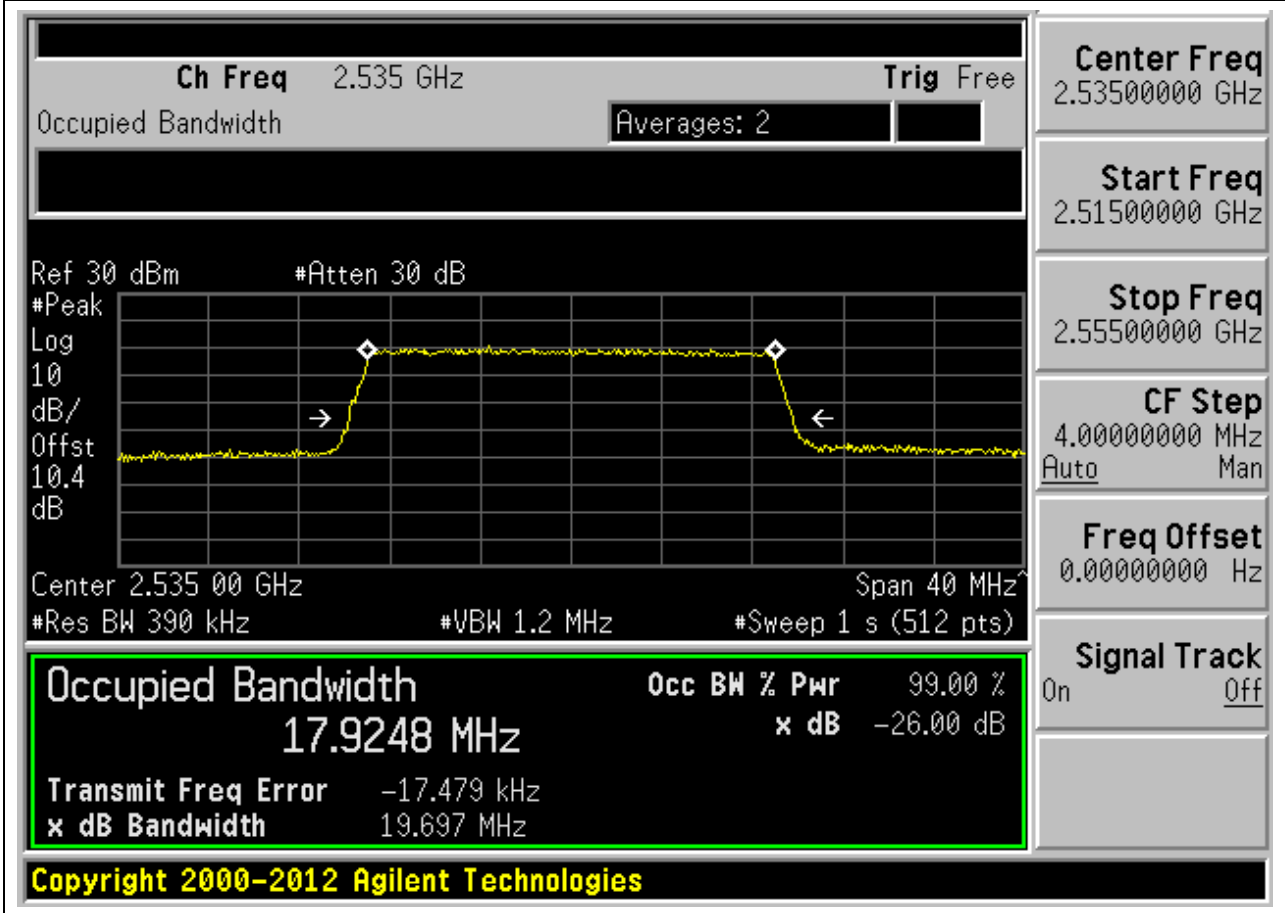 Ch Freq 2.535 GHz Trig Free
Occupied Bandwidth Averages: 2
Ref 30 dBm #Atten 30 dB
#Peak
Log
10
dB/
Offst
10.4
dB
Center 2.535 00 GHz Span 40 MHz^
#Res BW 390 kHz #VBW 1.2 MHz #Sweep 1 s (512 pts)
Occupied Bandwidth Occ BW % Pwr 99.00 %
17.9248 MHz x dB -26.00 dB
Transmit Freq Error -17.479 kHz
x dB Bandwidth 19.697 MHz
Copyright 2000-2012 Agilent Technologies
Center Freq
2.53500000 GHz
Start Freq
2.51500000 GHz
Stop Freq
2.55500000 GHz
CF Step
4.00000000 MHz
Auto Man
Freq Offset
0.00000000 Hz
Signal Track
On Off